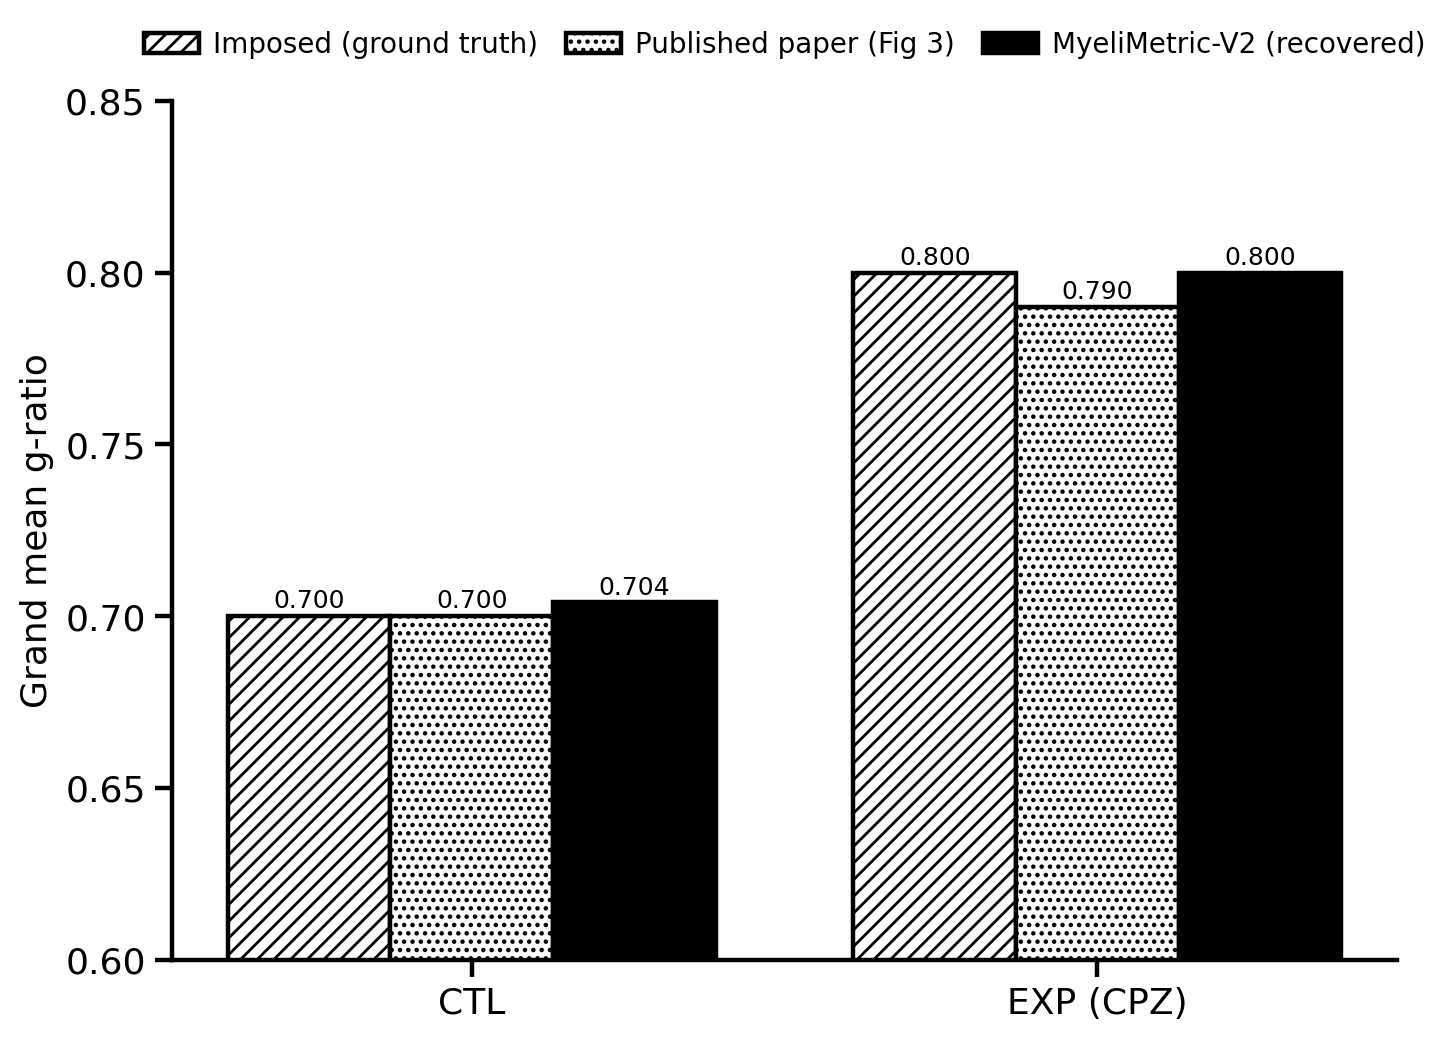 Imposed (ground truth) Published paper (Fig 3) MyeliMetric-V2 (recovered)
0.85
0.80
0.75
0.70
0.65
0.60
Grand mean g-ratio
0.700 0.700 0.704
0.800 0.790 0.800
CTL EXP (CPZ)